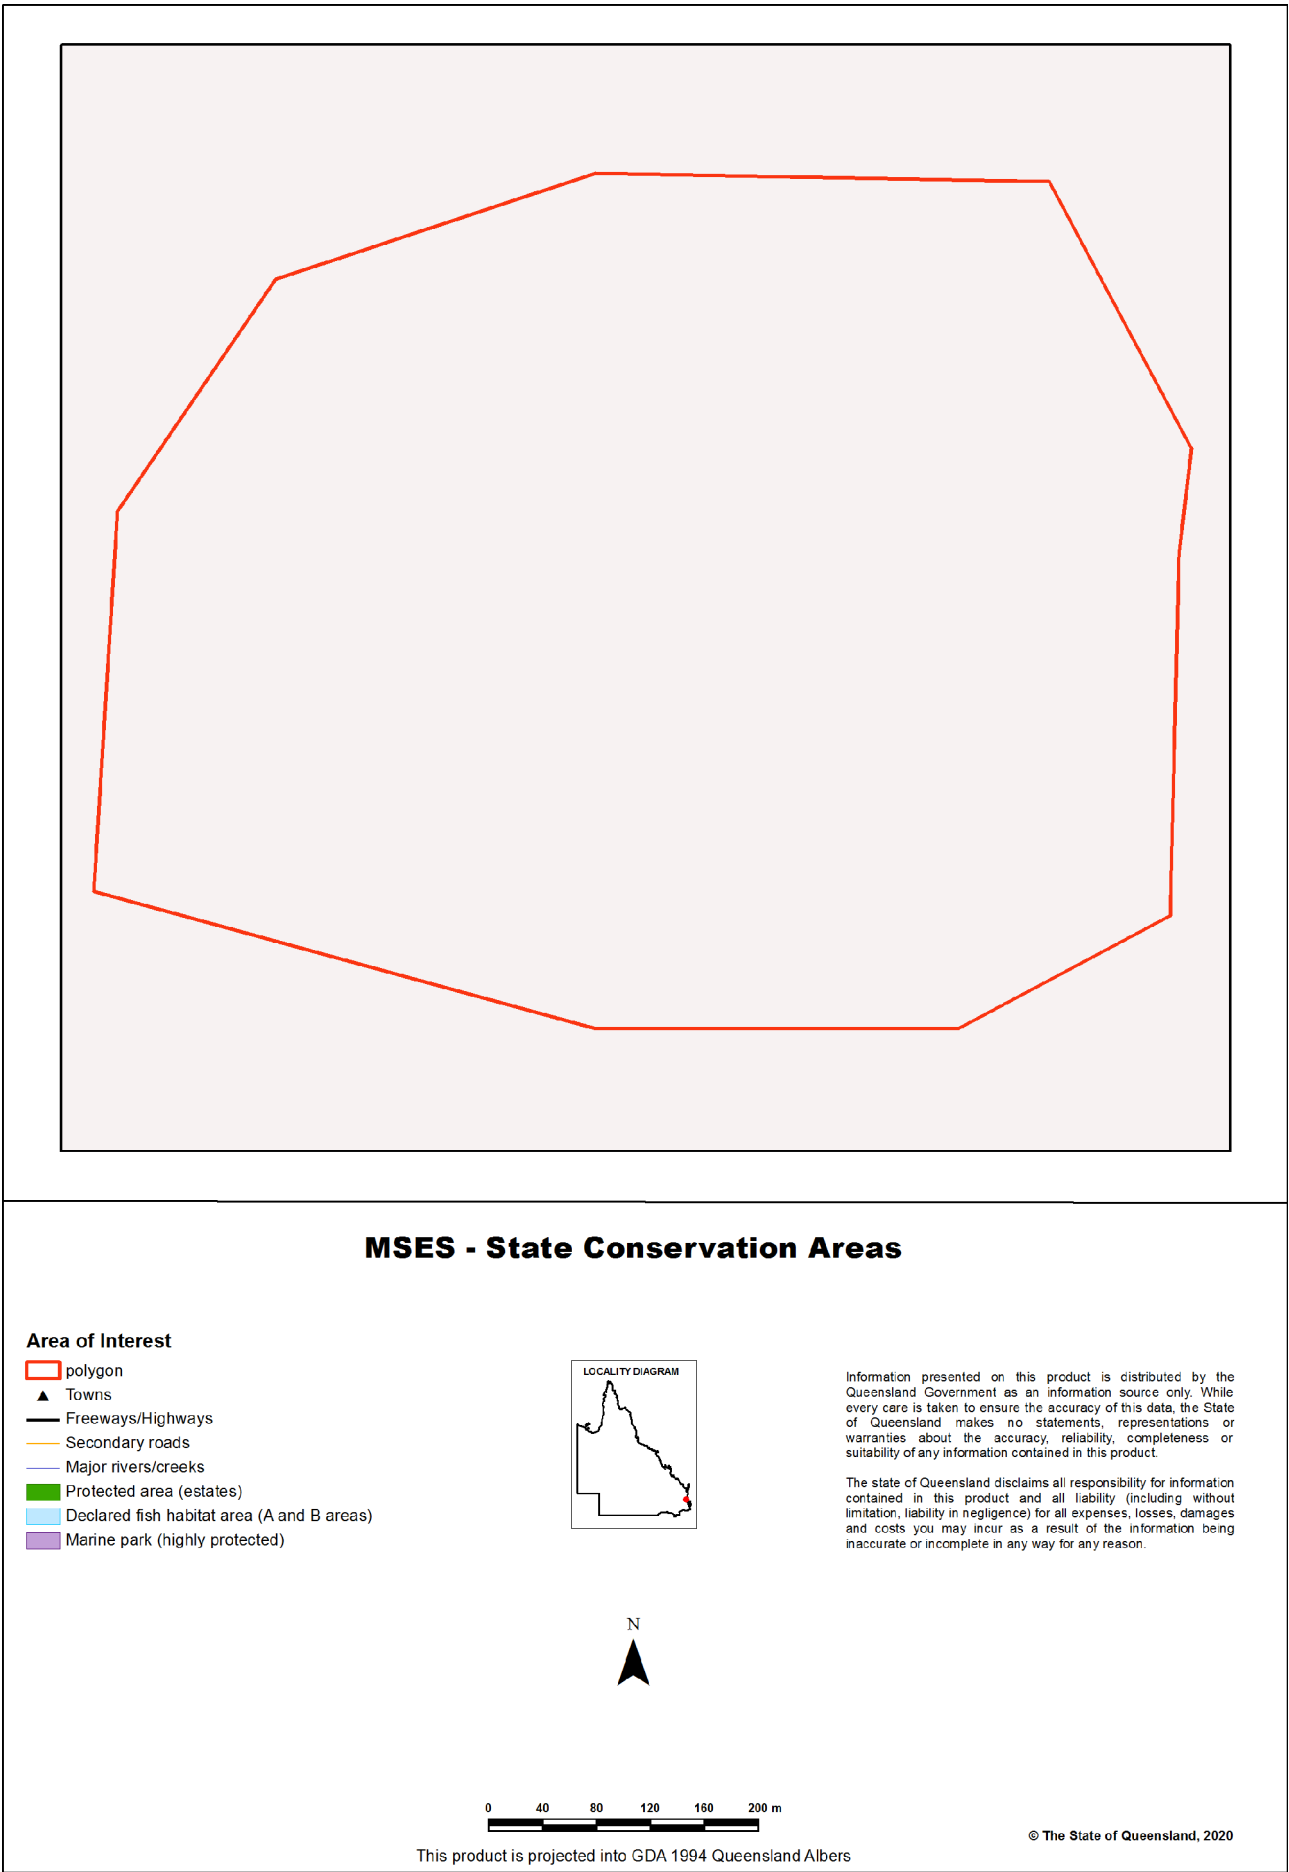 MSES - State Conservation Areas
Area of Interest
polygon
Towns
Freeways/Highways
Secondary roads
Major rivers/creeks
Protected area (estates)
Declared fish habitat area (A and B areas)
Marine park (highly protected)
LOCALITY DIAGRAM
Information presented on this product is distributed by the
Queensland Government as an information source only. While
every care is taken to ensure the accuracy of this data, the State
of Queensland makes no statements, representations or
warranties about the accuracy, reliability, completeness or
suitability of any information contained in this product.
The state of Queensland disclaims all responsibility for information
contained in this product and all liability (including without
limitation, liability in negligence) for all expenses, losses, damages
and costs you may incur as a result of the information being
inaccurate or incomplete in any way for any reason.
N
0 40 80 120 160 200 m
This product is projected into GDA 1994 Queensland Albers
© The State of Queensland, 2020